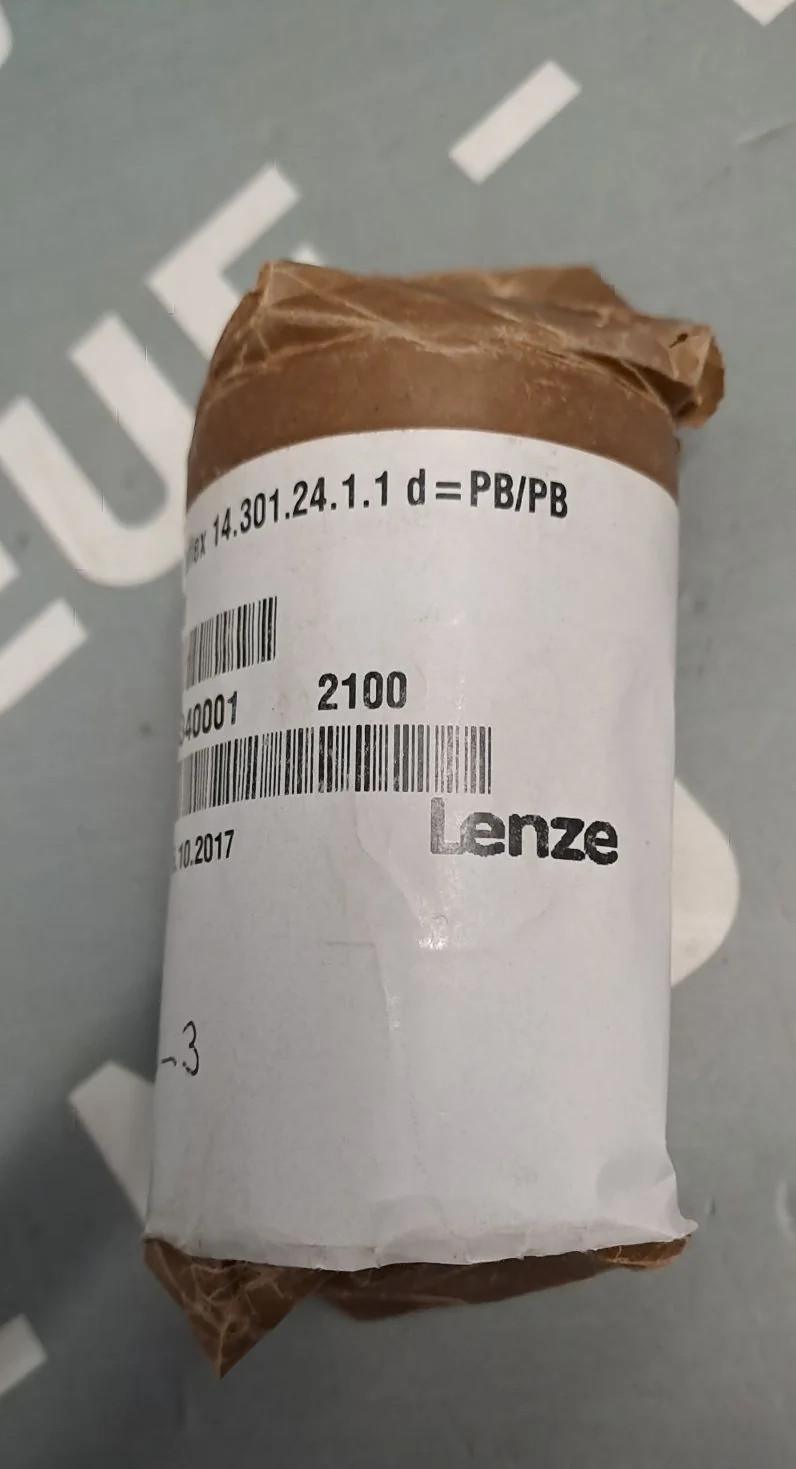 14.301.24.1.1 d=PB/PB
40001 2100
.10.2017
Lenze
-.3